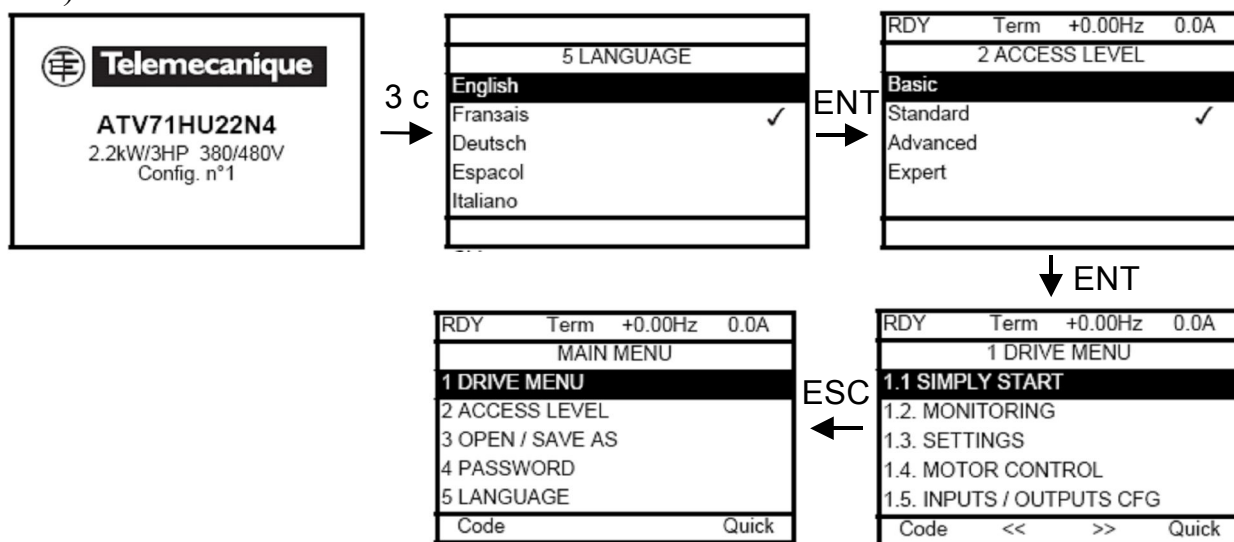 Telemecanique
ATV71HU22N4
2.2kW/3HP 380/480V
Config. n°1
3 c
5 LANGUAGE
English
Franзais ✓
Deutsch
Espacol
Italiano
ENT
RDY Term +0.00Hz 0.0A
2 ACCESS LEVEL
Basic
Standard ✓
Advanced
Expert
ENT
RDY Term +0.00Hz 0.0A
1 DRIVE MENU
1.1 SIMPLY START
1.2. MONITORING
1.3. SETTINGS
1.4. MOTOR CONTROL
1.5. INPUTS / OUTPUTS CFG
Code << >> Quick
ESC
RDY Term +0.00Hz 0.0A
MAIN MENU
1 DRIVE MENU
2 ACCESS LEVEL
3 OPEN / SAVE AS
4 PASSWORD
5 LANGUAGE
Code Quick